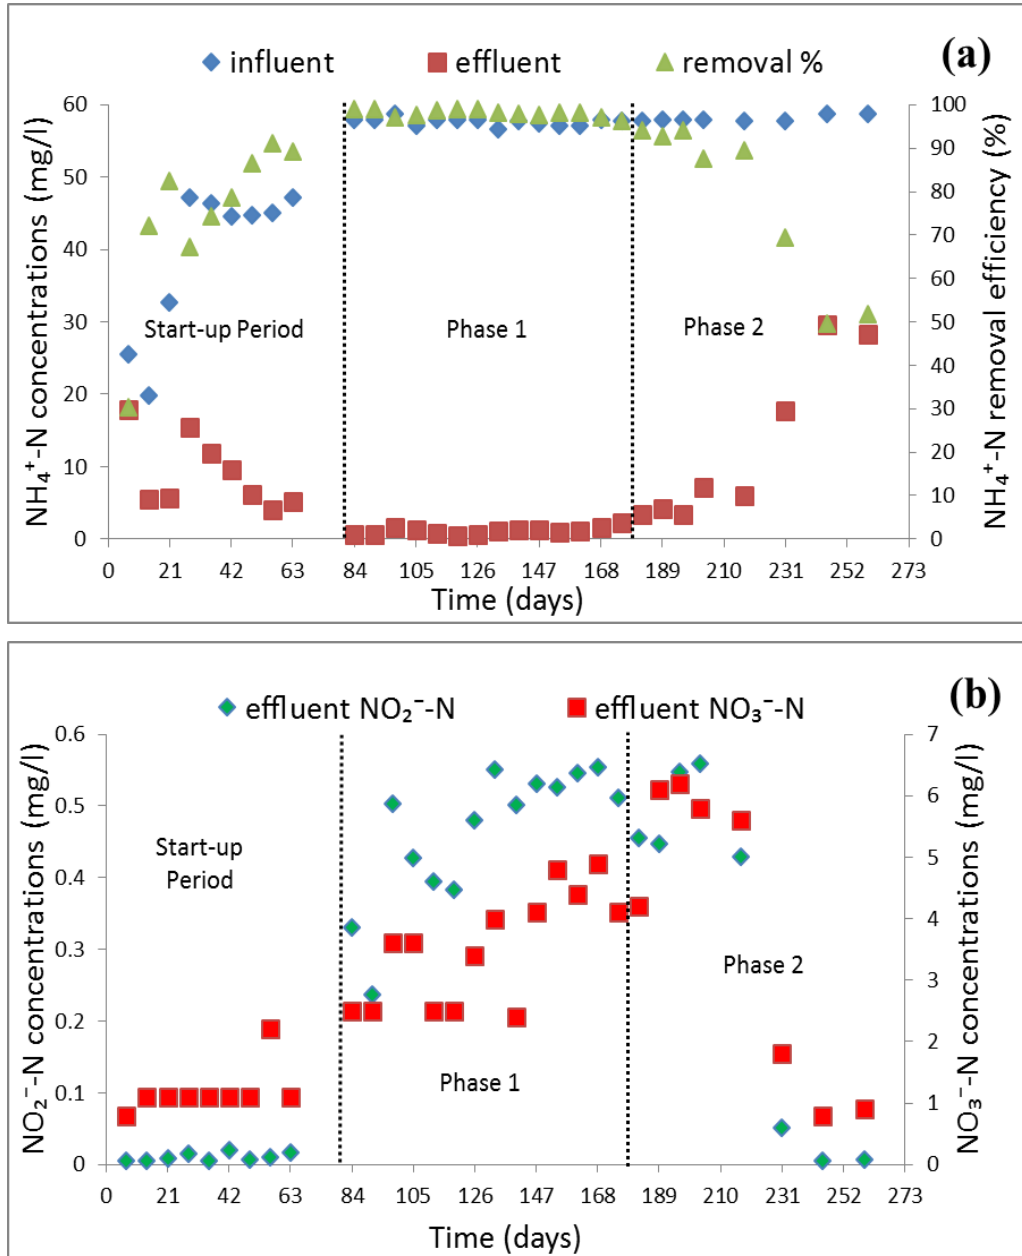 (a)
influent effluent removal %
NH₄⁺-N concentrations (mg/l)
60
50
40
30
20
10
0
Start-up Period Phase 1 Phase 2
100
90
80
70
60
50
40
30
20
10
0
NH₄⁺-N removal efficiency (%)
0 21 42 63 84 105 126 147 168 189 210 231 252 273
Time (days)
(b)
effluent NO₂⁻-N effluent NO₃⁻-N
NO₂⁻-N concentrations (mg/l)
0.6
0.5
0.4
0.3
0.2
0.1
0
Start-up
Period
Phase 1
Phase 2
7
6
5
4
3
2
1
0
NO₃⁻-N concentrations (mg/l)
0 21 42 63 84 105 126 147 168 189 210 231 252 273
Time (days)